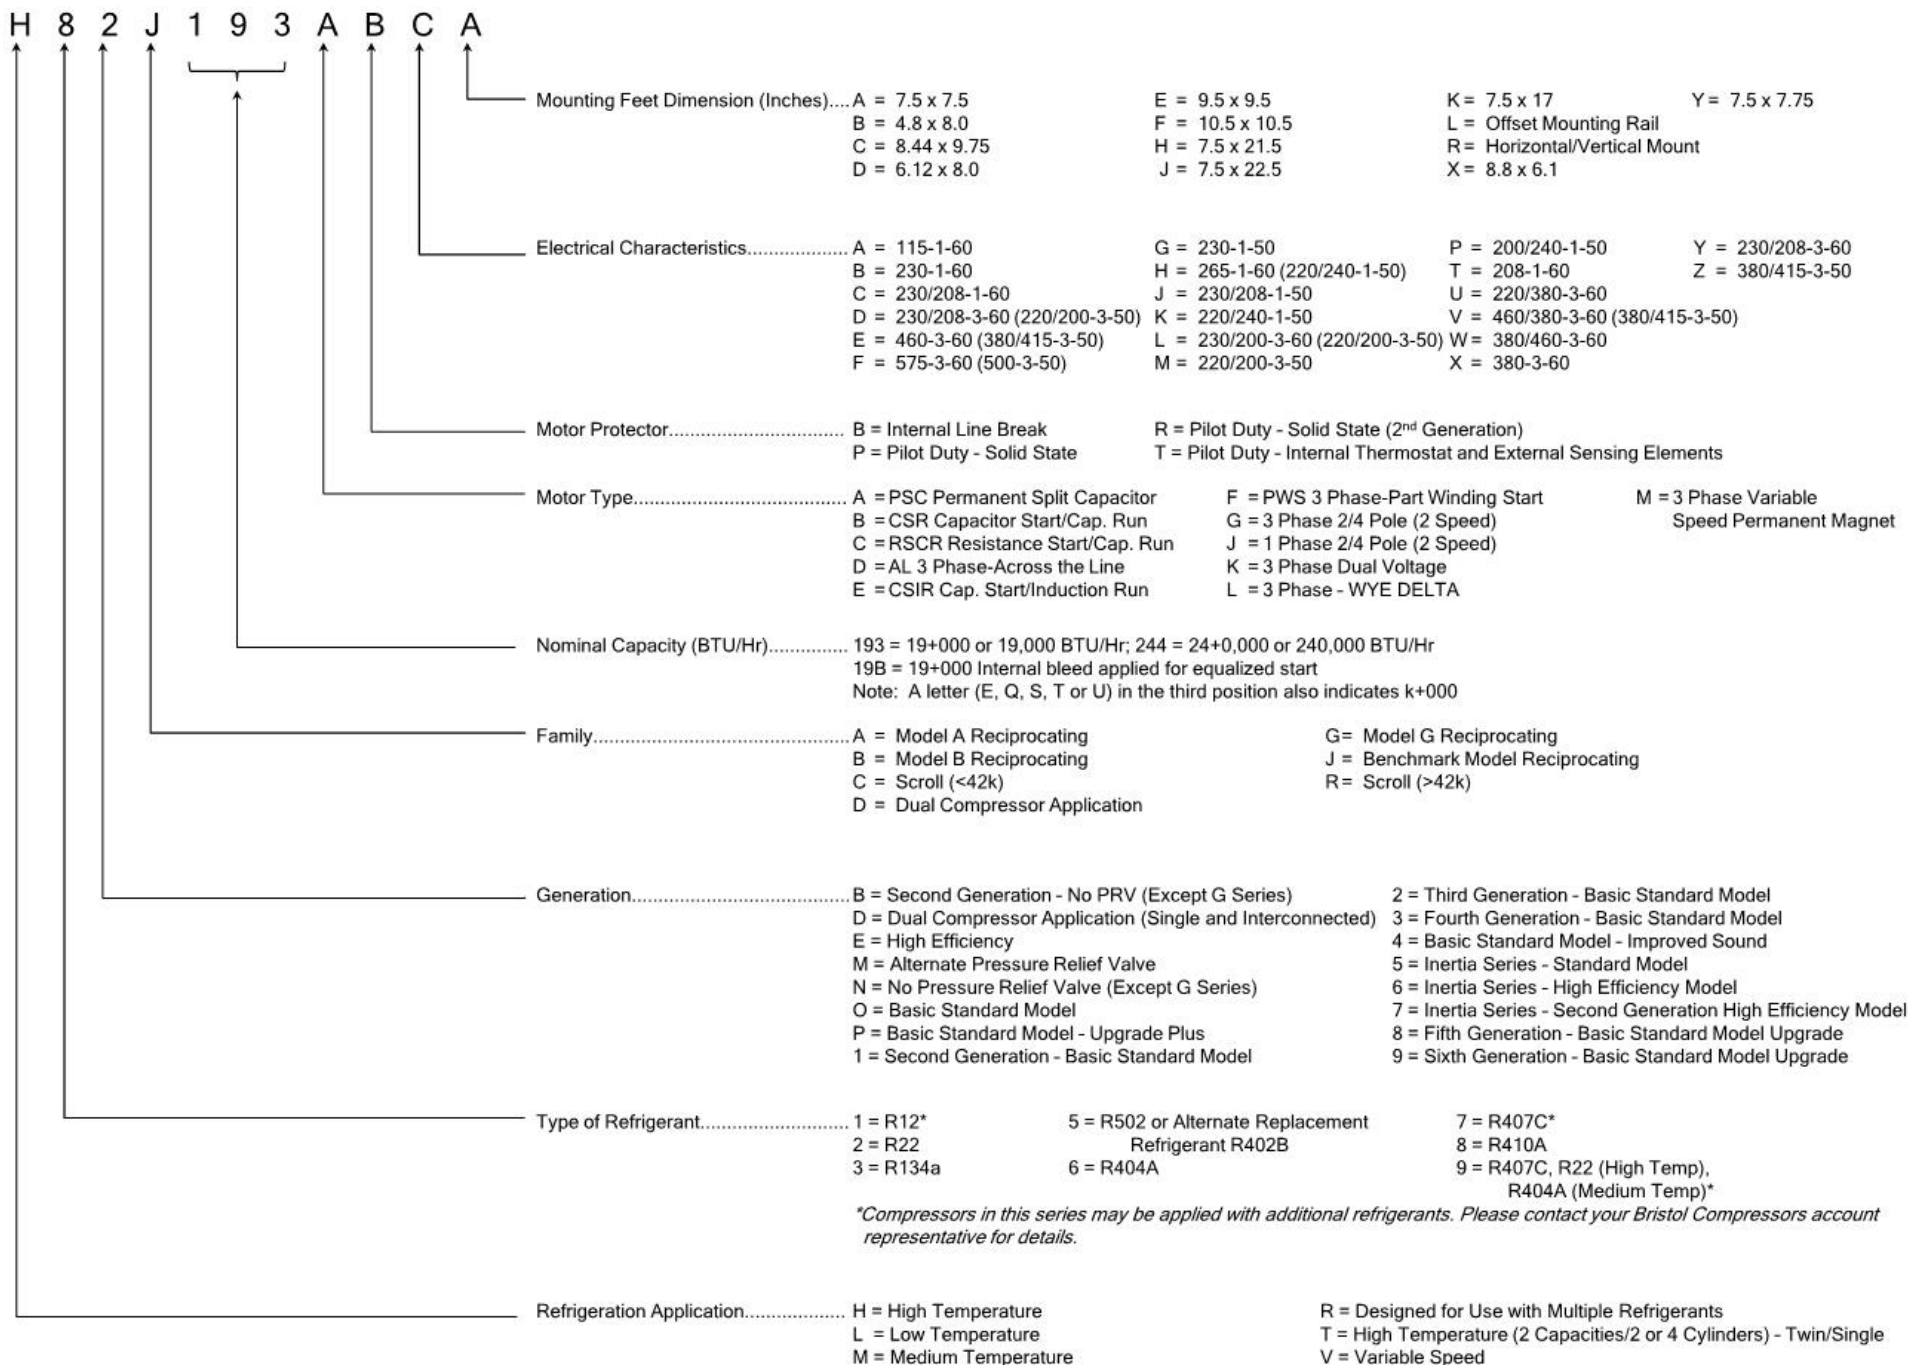 H 8 2 J 1 9 3 A B C A
Mounting Feet Dimension (Inches).... A = 7.5 x 7.5 E = 9.5 x 9.5 K = 7.5 x 17 Y = 7.5 x 7.75
B = 4.8 x 8.0 F = 10.5 x 10.5 L = Offset Mounting Rail
C = 8.44 x 9.75 H = 7.5 x 21.5 R = Horizontal/Vertical Mount
D = 6.12 x 8.0 J = 7.5 x 22.5 X = 8.8 x 6.1
Electrical Characteristics.................. A = 115-1-60 G = 230-1-50 P = 200/240-1-50 Y = 230/208-3-60
B = 230-1-60 H = 265-1-60 (220/240-1-50) T = 208-1-60 Z = 380/415-3-50
C = 230/208-1-60 J = 230/208-1-50 U = 220/380-3-60
D = 230/208-3-60 (220/200-3-50) K = 220/240-1-50 V = 460/380-3-60 (380/415-3-50)
E = 460-3-60 (380/415-3-50) L = 230/200-3-60 (220/200-3-50) W = 380/460-3-60
F = 575-3-60 (500-3-50) M = 220/200-3-50 X = 380-3-60
Motor Protector............................... B = Internal Line Break R = Pilot Duty - Solid State (2nd Generation)
P = Pilot Duty - Solid State T = Pilot Duty - Internal Thermostat and External Sensing Elements
Motor Type...................................... A = PSC Permanent Split Capacitor F = PWS 3 Phase-Part Winding Start M = 3 Phase Variable
B = CSR Capacitor Start/Cap. Run G = 3 Phase 2/4 Pole (2 Speed) Speed Permanent Magnet
C = RSCR Resistance Start/Cap. Run J = 1 Phase 2/4 Pole (2 Speed)
D = AL 3 Phase-Across the Line K = 3 Phase Dual Voltage
E = CSIR Cap. Start/Induction Run L = 3 Phase - WYE DELTA
Nominal Capacity (BTU/Hr).............. 193 = 19+000 or 19,000 BTU/Hr; 244 = 24+0,000 or 240,000 BTU/Hr
19B = 19+000 Internal bleed applied for equalized start
Note: A letter (E, Q, S, T or U) in the third position also indicates k+000
Family.............................................. A = Model A Reciprocating G= Model G Reciprocating
B = Model B Reciprocating J = Benchmark Model Reciprocating
C = Scroll (<42k) R= Scroll (>42k)
D = Dual Compressor Application
Generation....................................... B = Second Generation - No PRV (Except G Series) 2 = Third Generation - Basic Standard Model
D = Dual Compressor Application (Single and Interconnected) 3 = Fourth Generation - Basic Standard Model
E = High Efficiency 4 = Basic Standard Model - Improved Sound
M = Alternate Pressure Relief Valve 5 = Inertia Series - Standard Model
N = No Pressure Relief Valve (Except G Series) 6 = Inertia Series - High Efficiency Model
O = Basic Standard Model 7 = Inertia Series - Second Generation High Efficiency Model
P = Basic Standard Model - Upgrade Plus 8 = Fifth Generation - Basic Standard Model Upgrade
1 = Second Generation - Basic Standard Model 9 = Sixth Generation - Basic Standard Model Upgrade
Type of Refrigerant........................... 1 = R12* 5 = R502 or Alternate Replacement 7 = R407C*
2 = R22 Refrigerant R402B 8 = R410A
3 = R134a 6 = R404A 9 = R407C, R22 (High Temp),
R404A (Medium Temp)*
*Compressors in this series may be applied with additional refrigerants. Please contact your Bristol Compressors account
representative for details.
Refrigeration Application.................. H = High Temperature R = Designed for Use with Multiple Refrigerants
L = Low Temperature T = High Temperature (2 Capacities/2 or 4 Cylinders) - Twin/Single
M = Medium Temperature V = Variable Speed